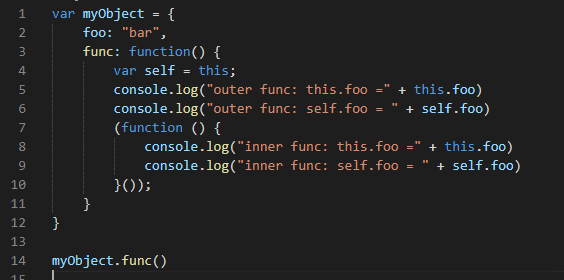 1 var myObject = {
2     foo: "bar",
3     func: function() {
4         var self = this;
5         console.log("outer func: this.foo =" + this.foo)
6         console.log("outer func: self.foo = " + self.foo)
7         (function () {
8             console.log("inner func: this.foo =" + this.foo)
9             console.log("inner func: self.foo = " + self.foo)
10         }());
11     }
12 }
13
14 myObject.func()
15